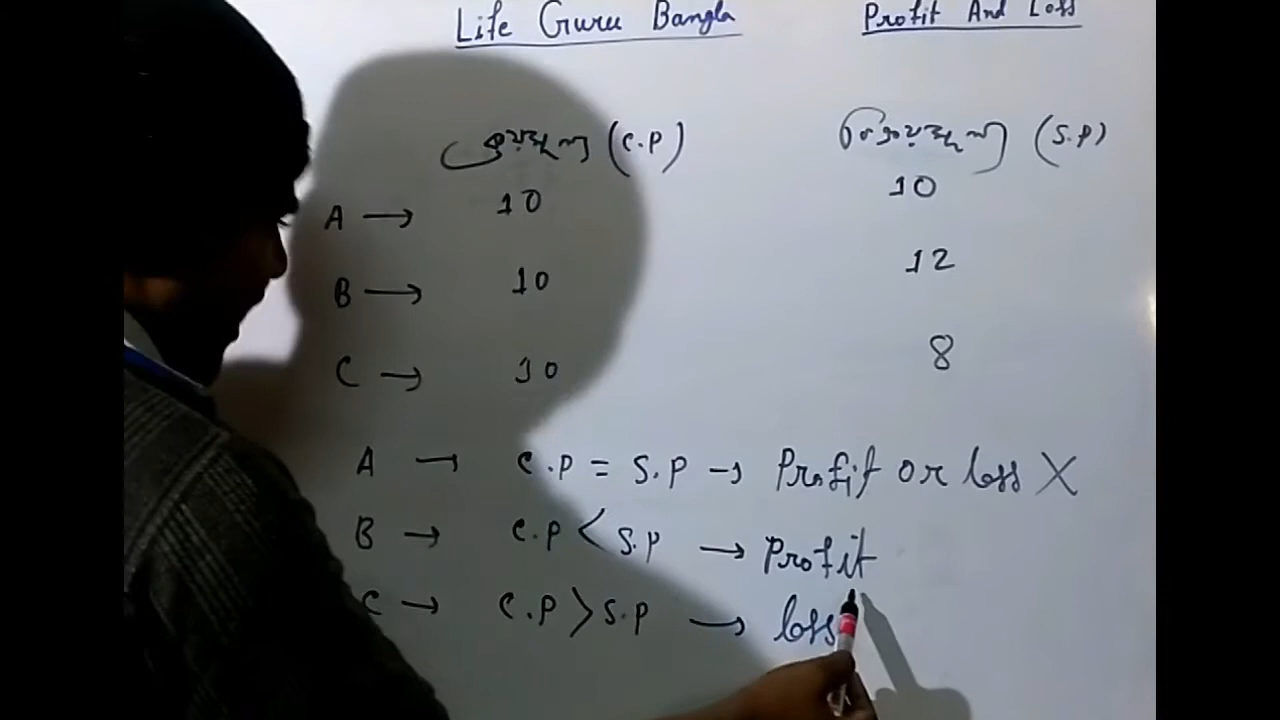 Life Guru Bangla Profit And Loss
ক্রয়মূল্য (C.P) বিক্রয়মূল্য (S.P)
A → 10 10
B → 10 12
C → 10 8
A → C.P = S.P → Profit or loss X
B → C.P < S.P → Profit
C → C.P > S.P → loss